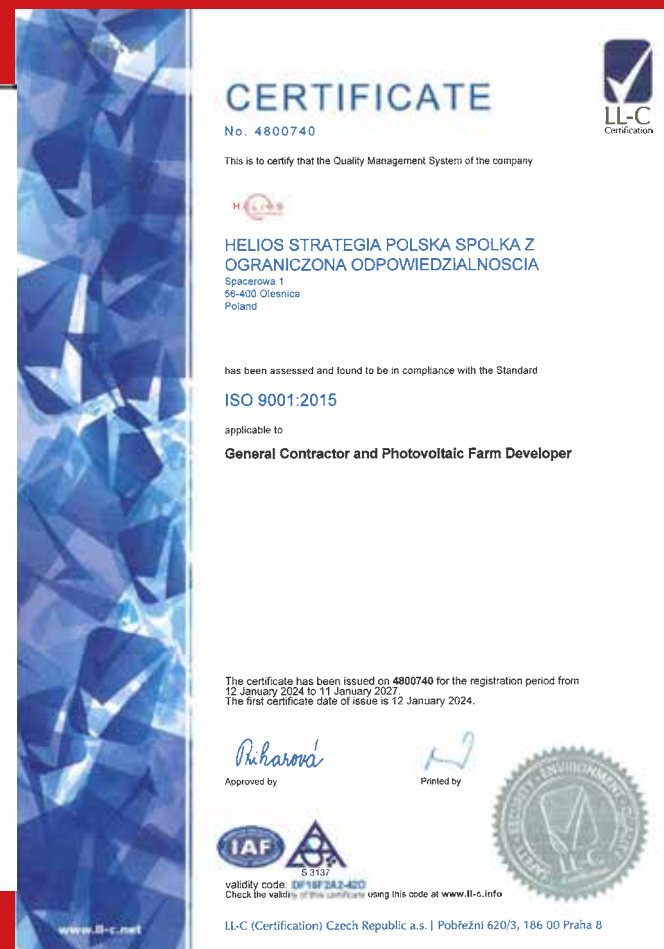 CERTIFICATE
LL-C
Certification
No. 4800740
This is to certify that the Quality Management System of the company
HELIOS
HELIOS STRATEGIA POLSKA SPOLKA Z
OGRANICZONA ODPOWIEDZIALNOSCIA
Spacerowa 1
56-400 Olesnica
Poland
has been assessed and found to be in compliance with the Standard
ISO 9001:2015
applicable to
General Contractor and Photovoltaic Farm Developer
The certificate has been issued on 4800740 for the registration period from
12 January 2024 to 11 January 2027.
The first certificate date of issue is 12 January 2024.
Approved by
Printed by
IAF
S 3137
validity code:
Check the validity of this certificate using this code at www.ll-c.info
SAFETY • SECURITY • ENVIRONMENT • QUALITY
LL-C
www.ll-c.net
LL-C (Certification) Czech Republic a.s. | Pobřežní 620/3, 186 00 Praha 8